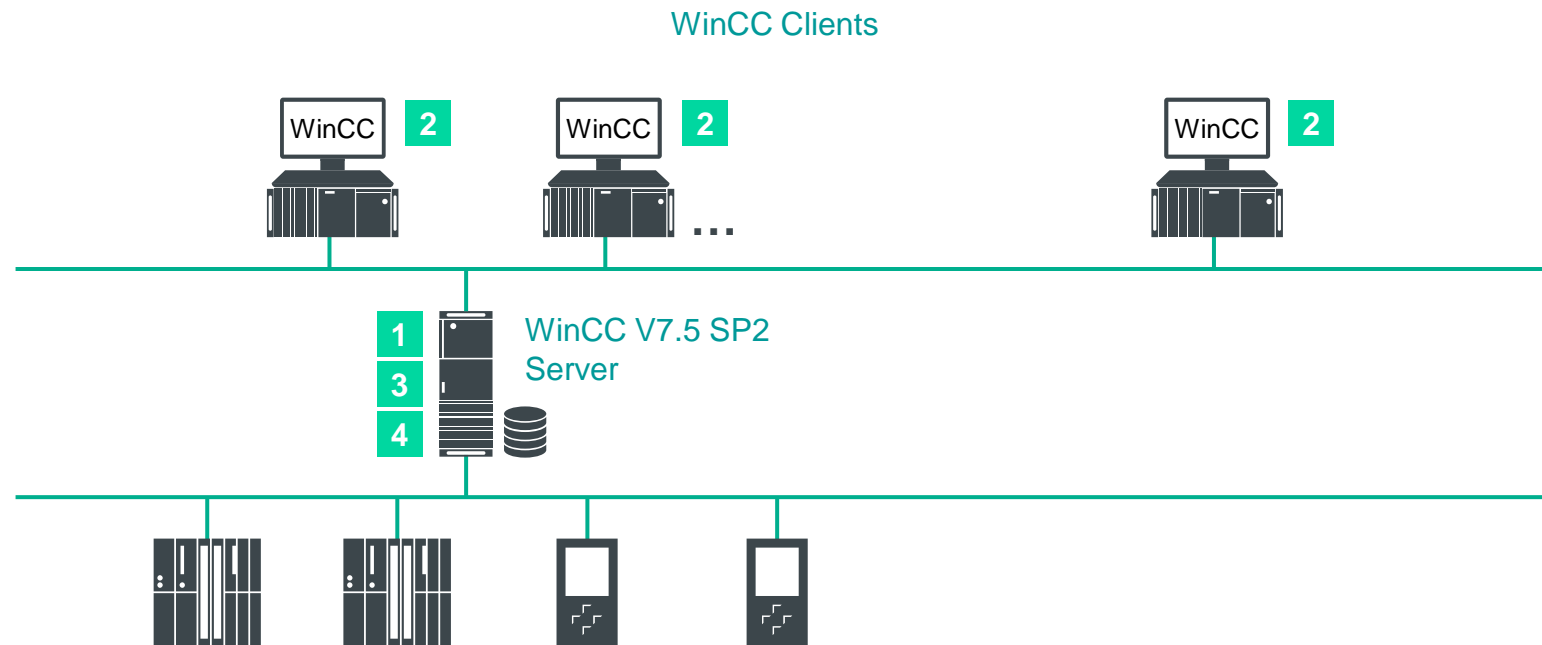 WinCC Clients
WinCC 2 WinCC 2 WinCC 2
...
1 WinCC V7.5 SP2
3 Server
4